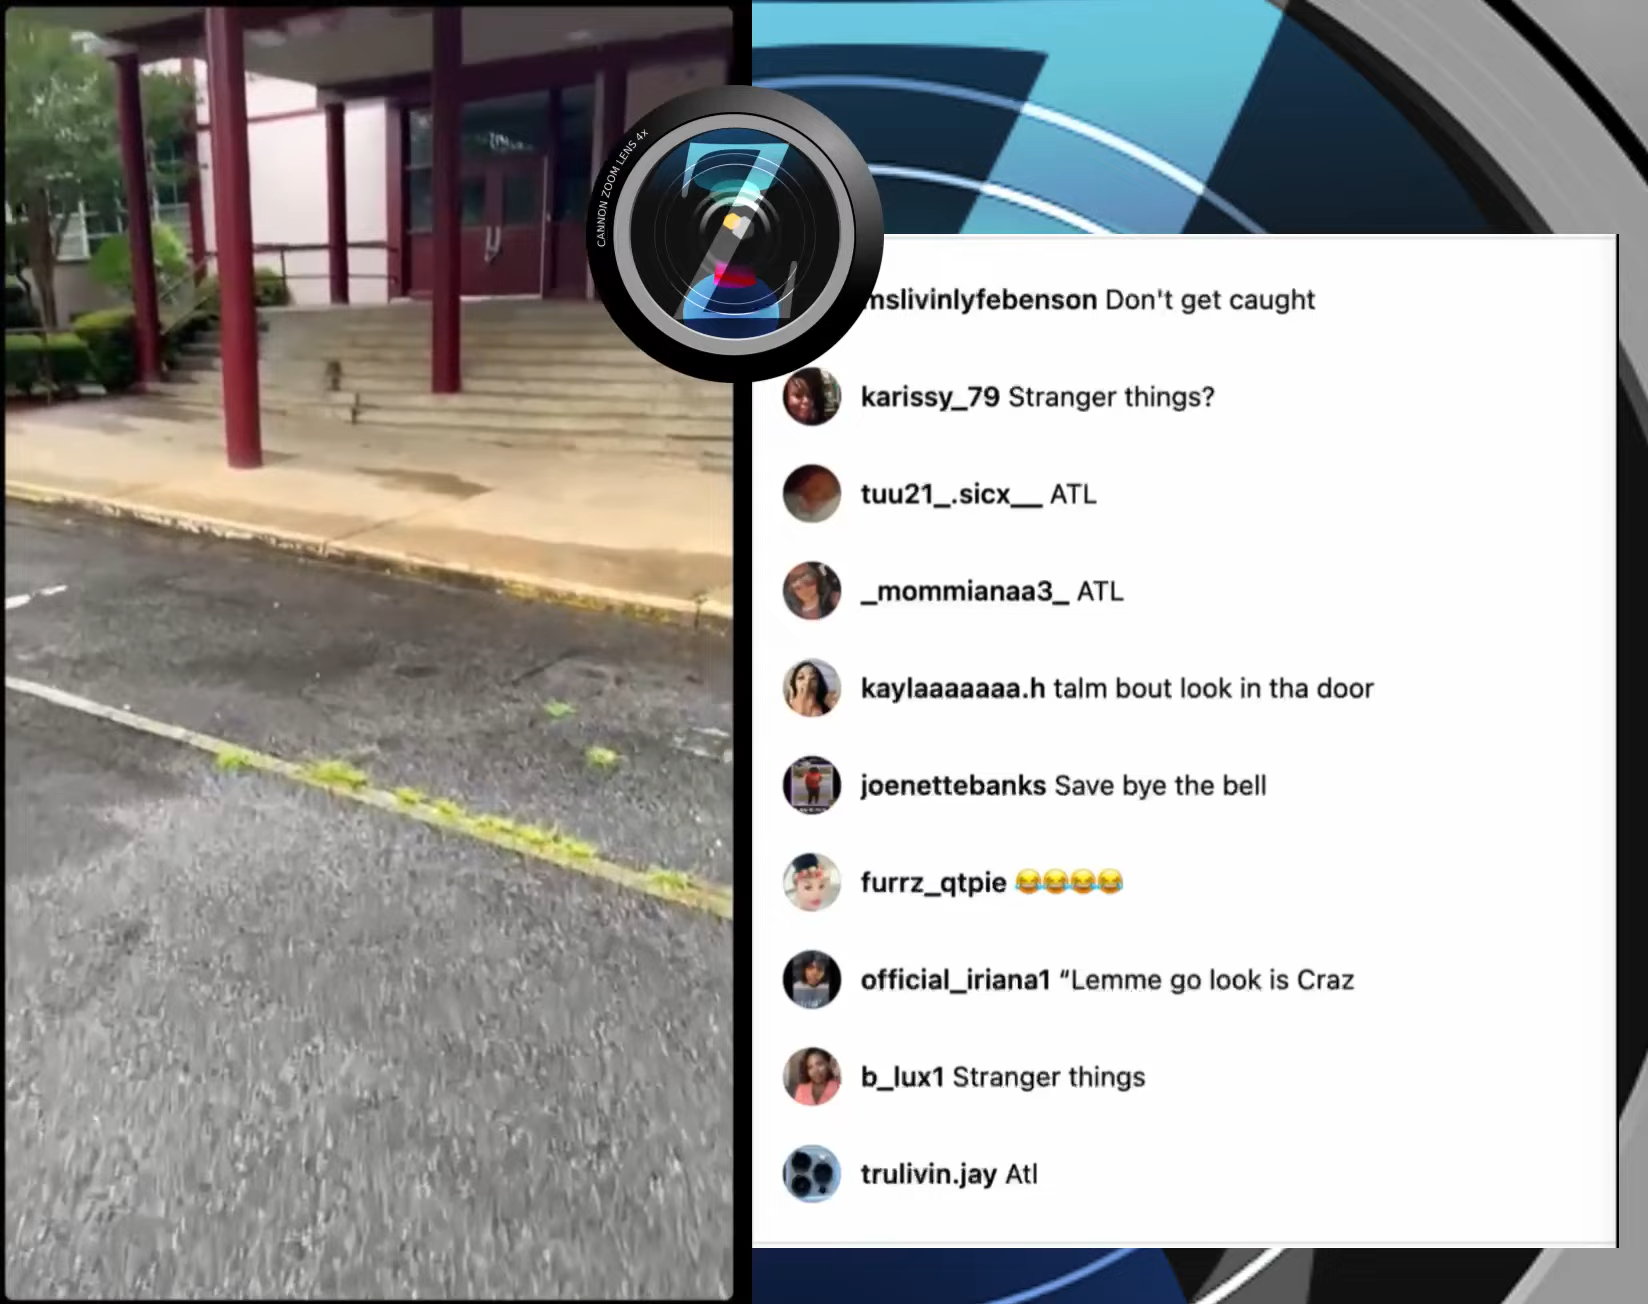 CANNON ZOOM LENS 4x
mslivinlyfebenson Don't get caught
karissy_79 Stranger things?
tuu21_.sicx__ ATL
_mommianaa3_ ATL
kaylaaaaaaa.h talm bout look in tha door
joenettebanks Save bye the bell
furrz_qtpie 😂😂😂😂
official_iriana1 “Lemme go look is Craz
b_lux1 Stranger things
trulivin.jay Atl